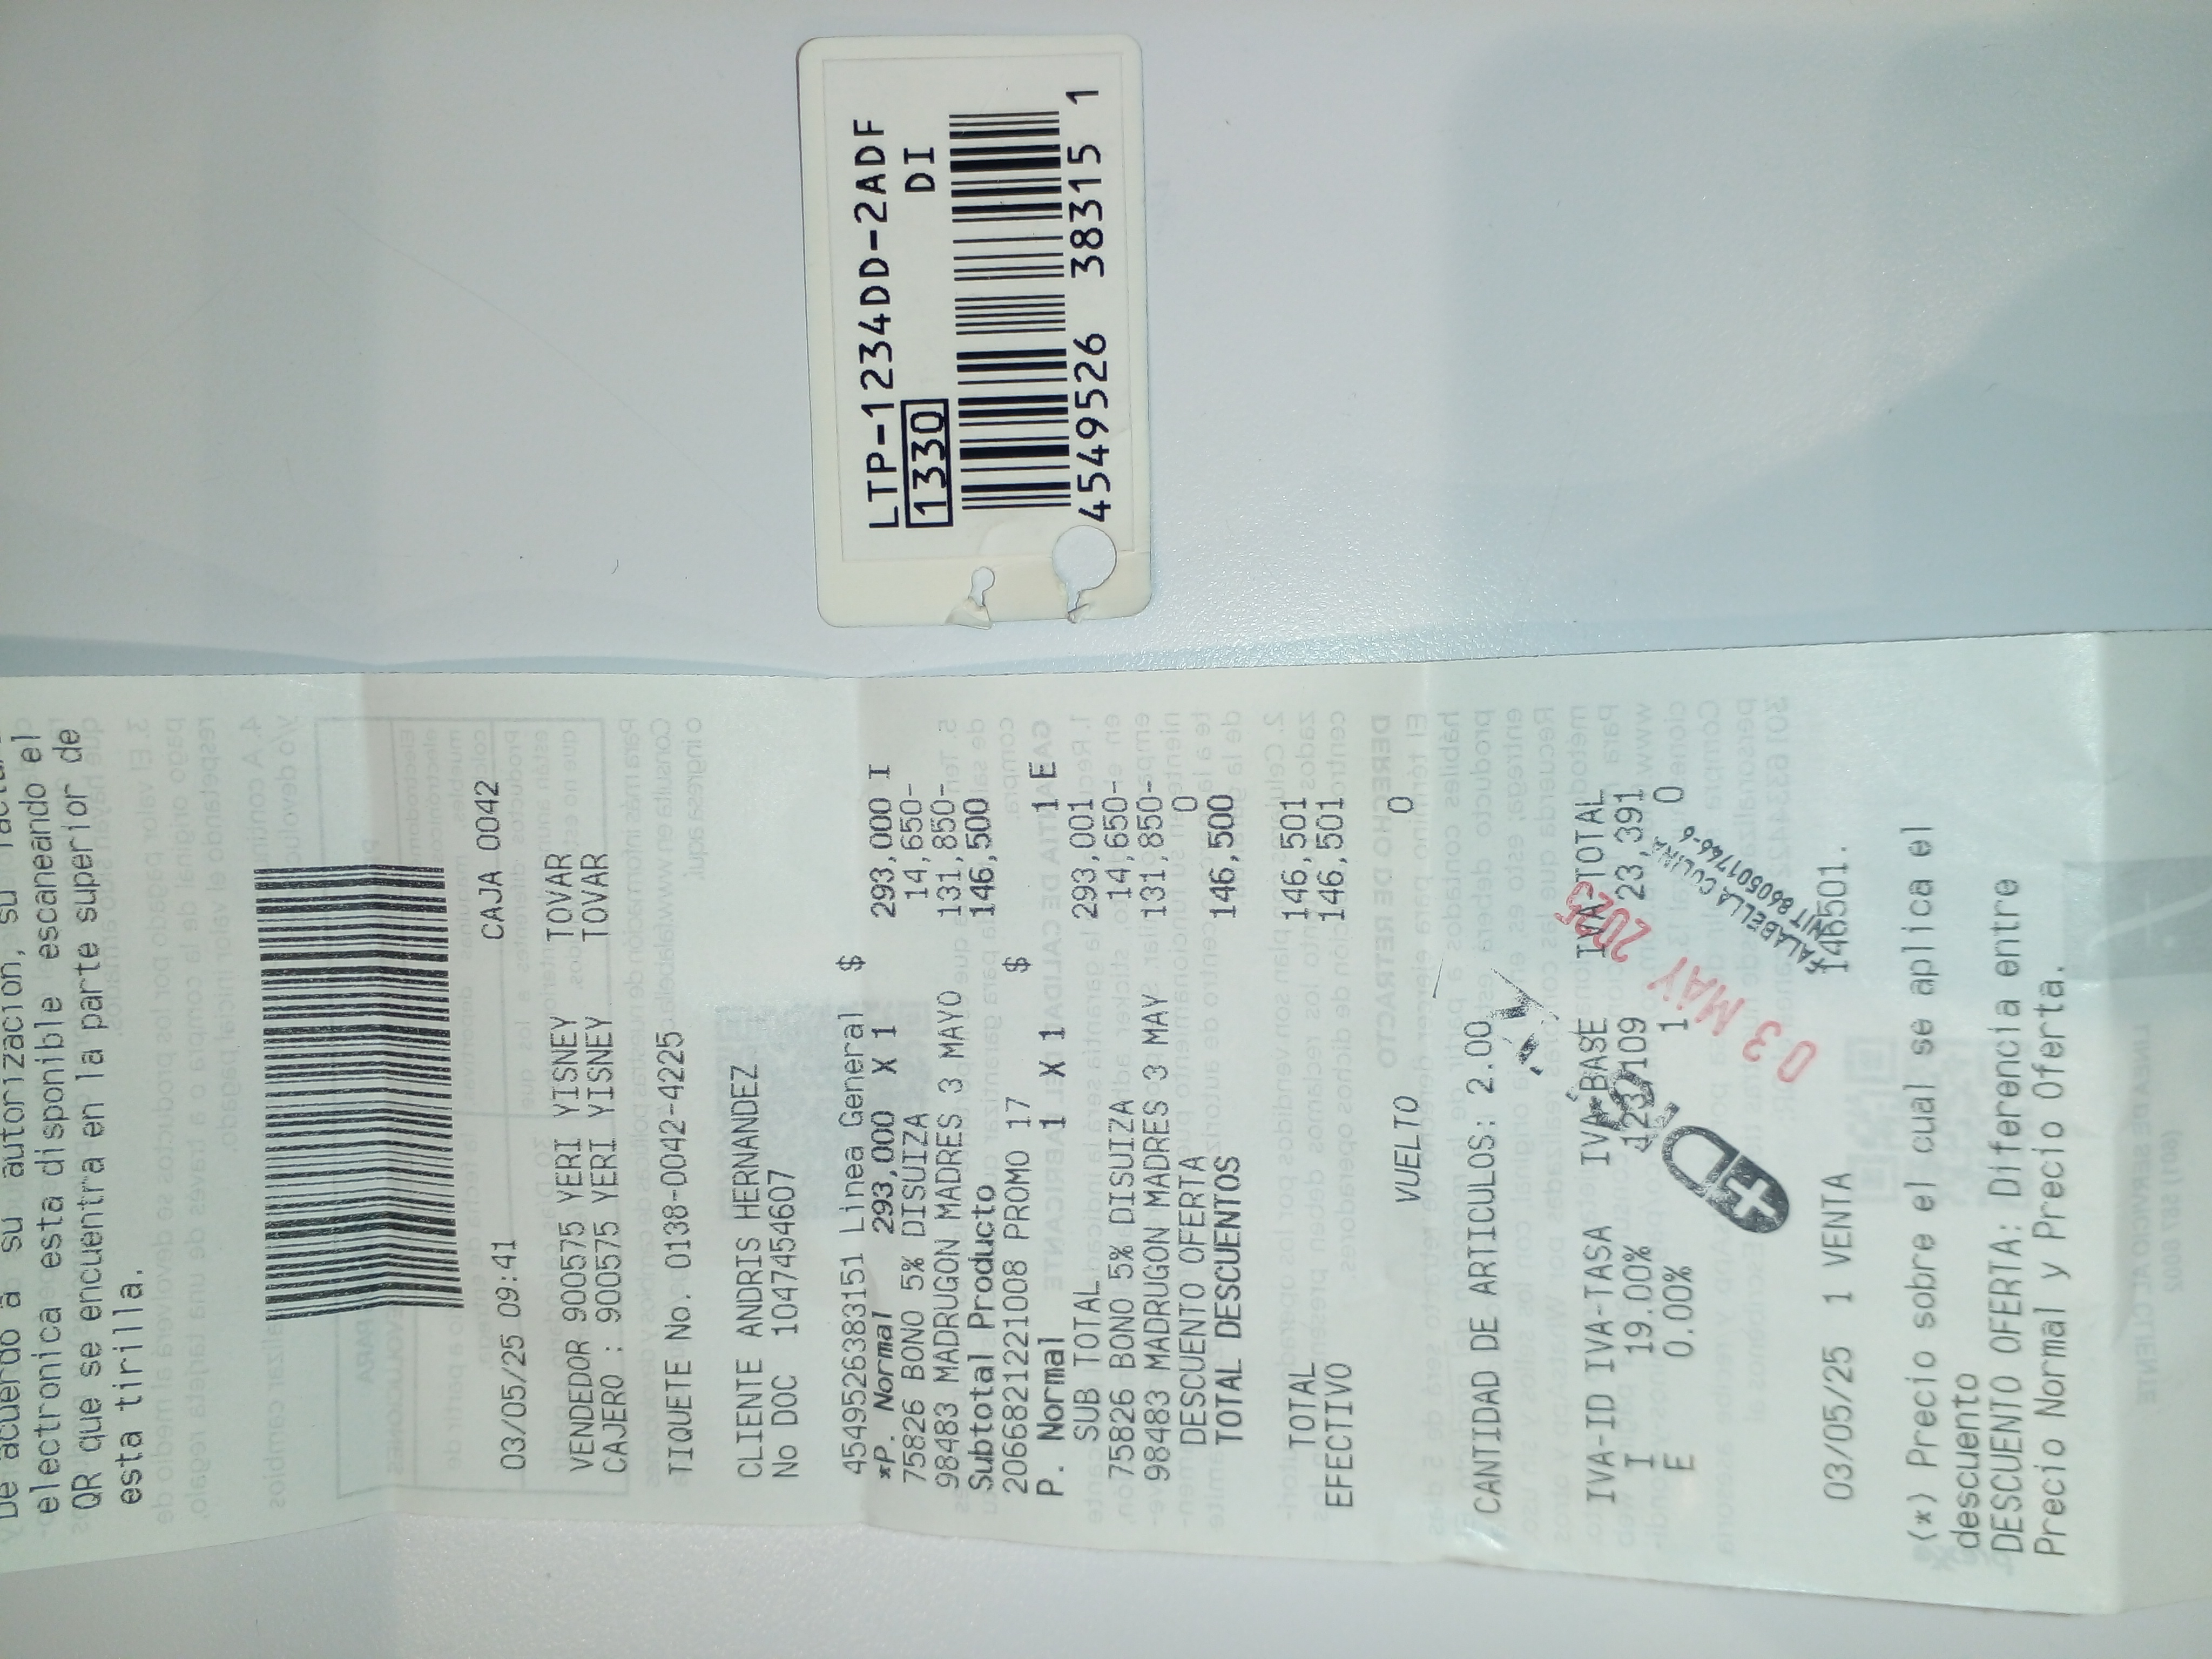 LTP-1234DD-2ADF
1330 DI
4549526 383151
electronica esta disponible escaneando el
QR que se encuentra en la parte superior de
esta tirilla.
03/05/25 09:41 CAJA 0042
VENDEDOR 900575 YERI YISNEY TOVAR
CAJERO : 900575 YERI YISNEY TOVAR
TIQUETE No. 0138-0042-4225
CLIENTE ANDRIS HERNANDEZ
No DOC 1047454607
4549526383151 Linea General $
*P. Normal 293,000 X 1 293,000 I
75826 BONO 5% DISUIZA 14,650-
98483 MADRUGON MADRES 3 MAYO 131,850-
Subtotal Producto 146,500
2066821221008 PROMO 17 $
P. Normal 1 X 1 1 E
SUB TOTAL 293,001
75826 BONO 5% DISUIZA 14,650-
98483 MADRUGON MADRES 3 MAY 131,850-
DESCUENTO OFERTA 0
TOTAL DESCUENTOS 146,500
TOTAL 146,501
EFECTIVO 146,501
VUELTO 0
CANTIDAD DE ARTICULOS: 2.00
IVA-ID IVA-TASA IVA-BASE IVA-TOTAL
I 19.00% 123,109 23,391
E 0.00% 1 0
03 MAY 2025
FALABELLA COLINA
NIT 860501746-6
03/05/25 1 VENTA 146501.
(*) Precio sobre el cual se aplica el
descuento
DESCUENTO OFERTA: Diferencia entre
Precio Normal y Precio Oferta.